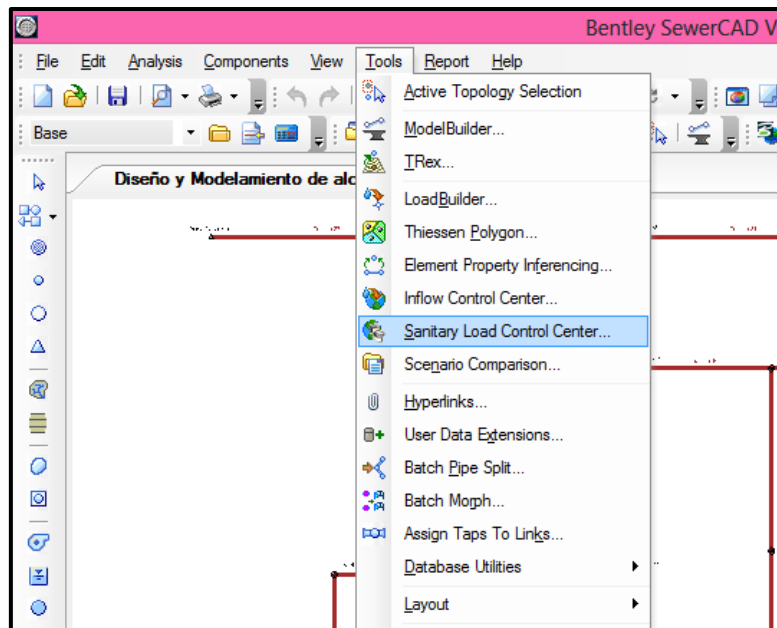 Bentley SewerCAD V
File Edit Analysis Components View Tools Report Help
Base
Diseño y Modelamiento de alc
Active Topology Selection
ModelBuilder...
TRex...
LoadBuilder...
Thiessen Polygon...
Element Property Inferencing...
Inflow Control Center...
Sanitary Load Control Center...
Scenario Comparison...
Hyperlinks...
User Data Extensions...
Batch Pipe Split...
Batch Morph...
Assign Taps To Links...
Database Utilities
Layout